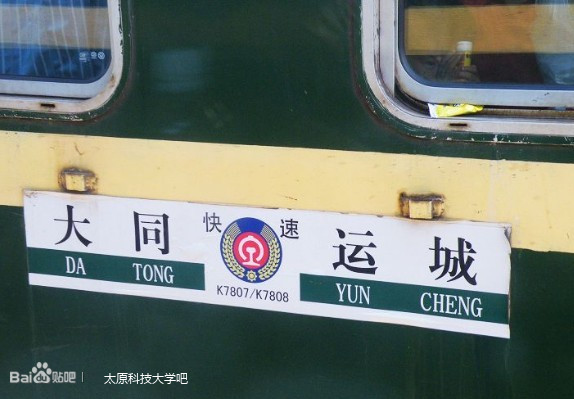 大同 快速 运城
DA TONG K7807/K7808 YUN CHENG
Bai贴吧 太原科技大学吧